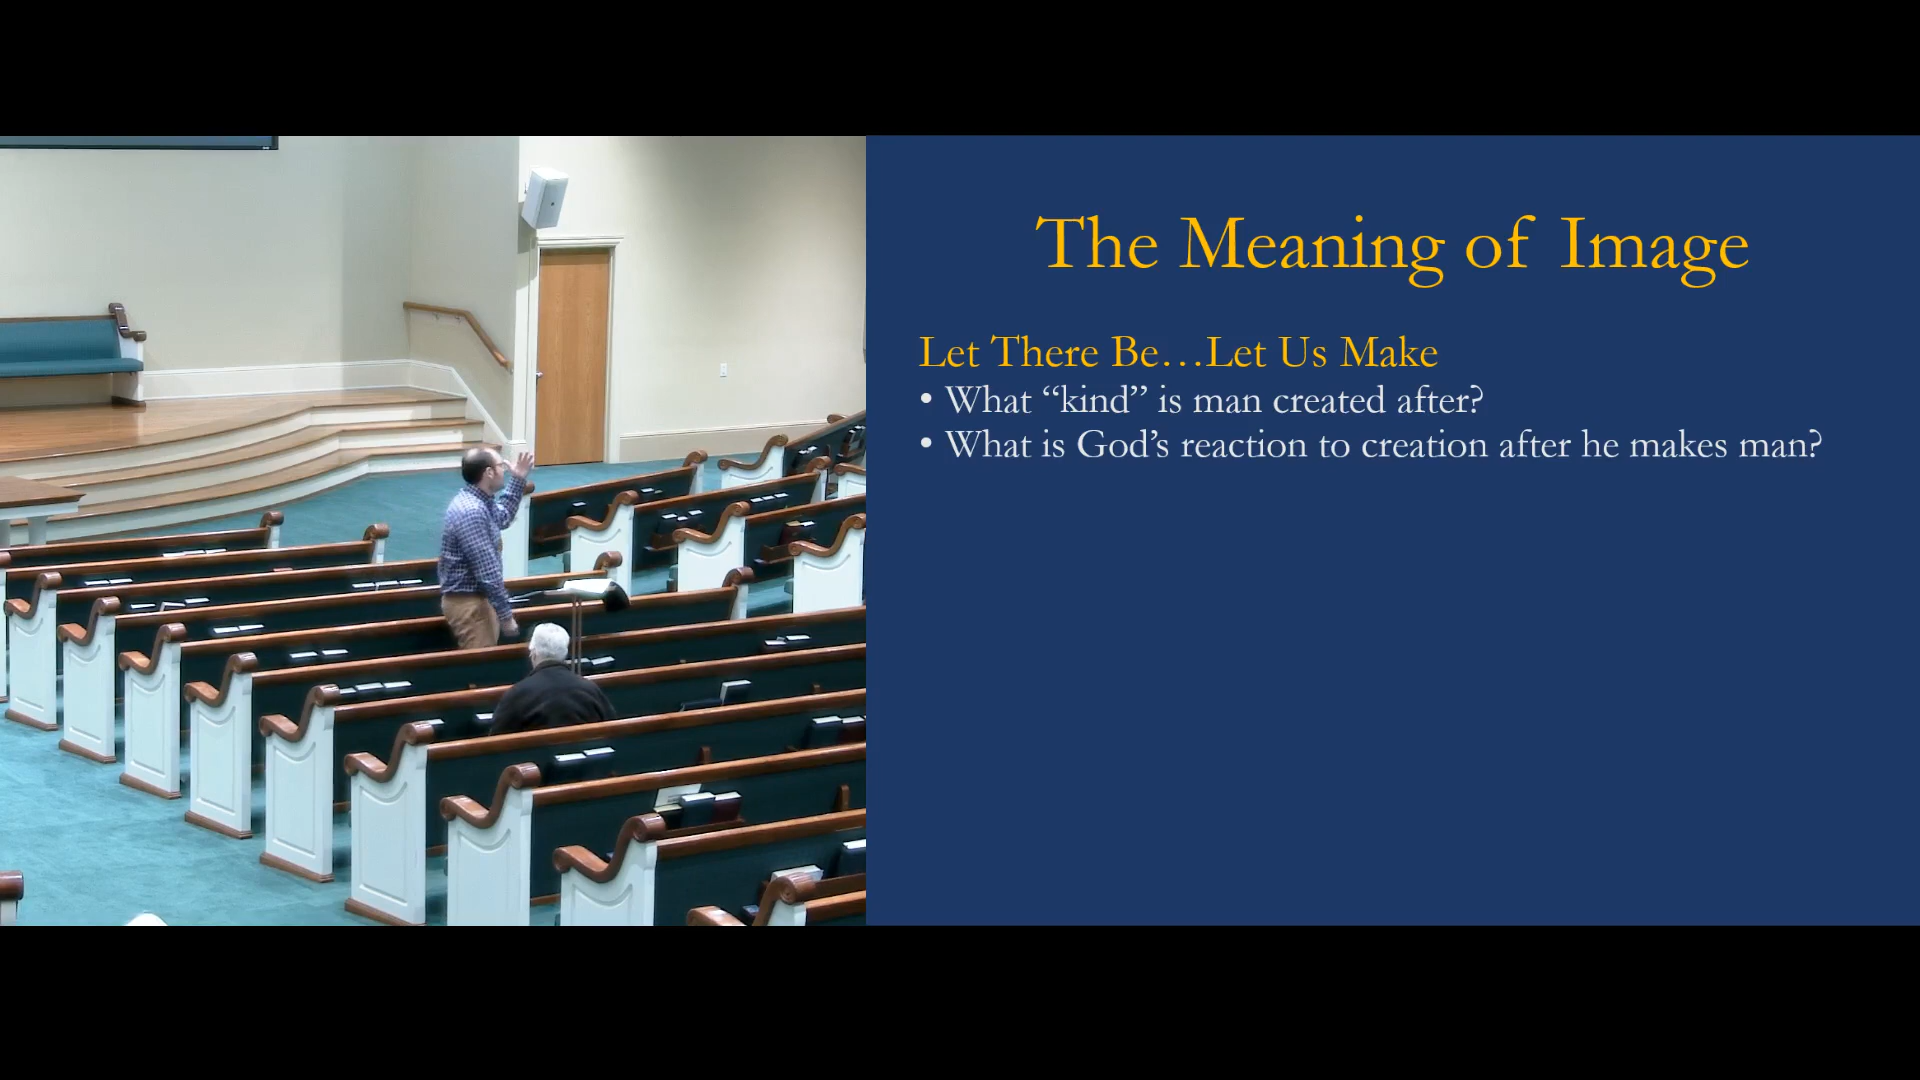 The Meaning of Image
Let There Be…Let Us Make
• What “kind” is man created after?
• What is God’s reaction to creation after he makes man?